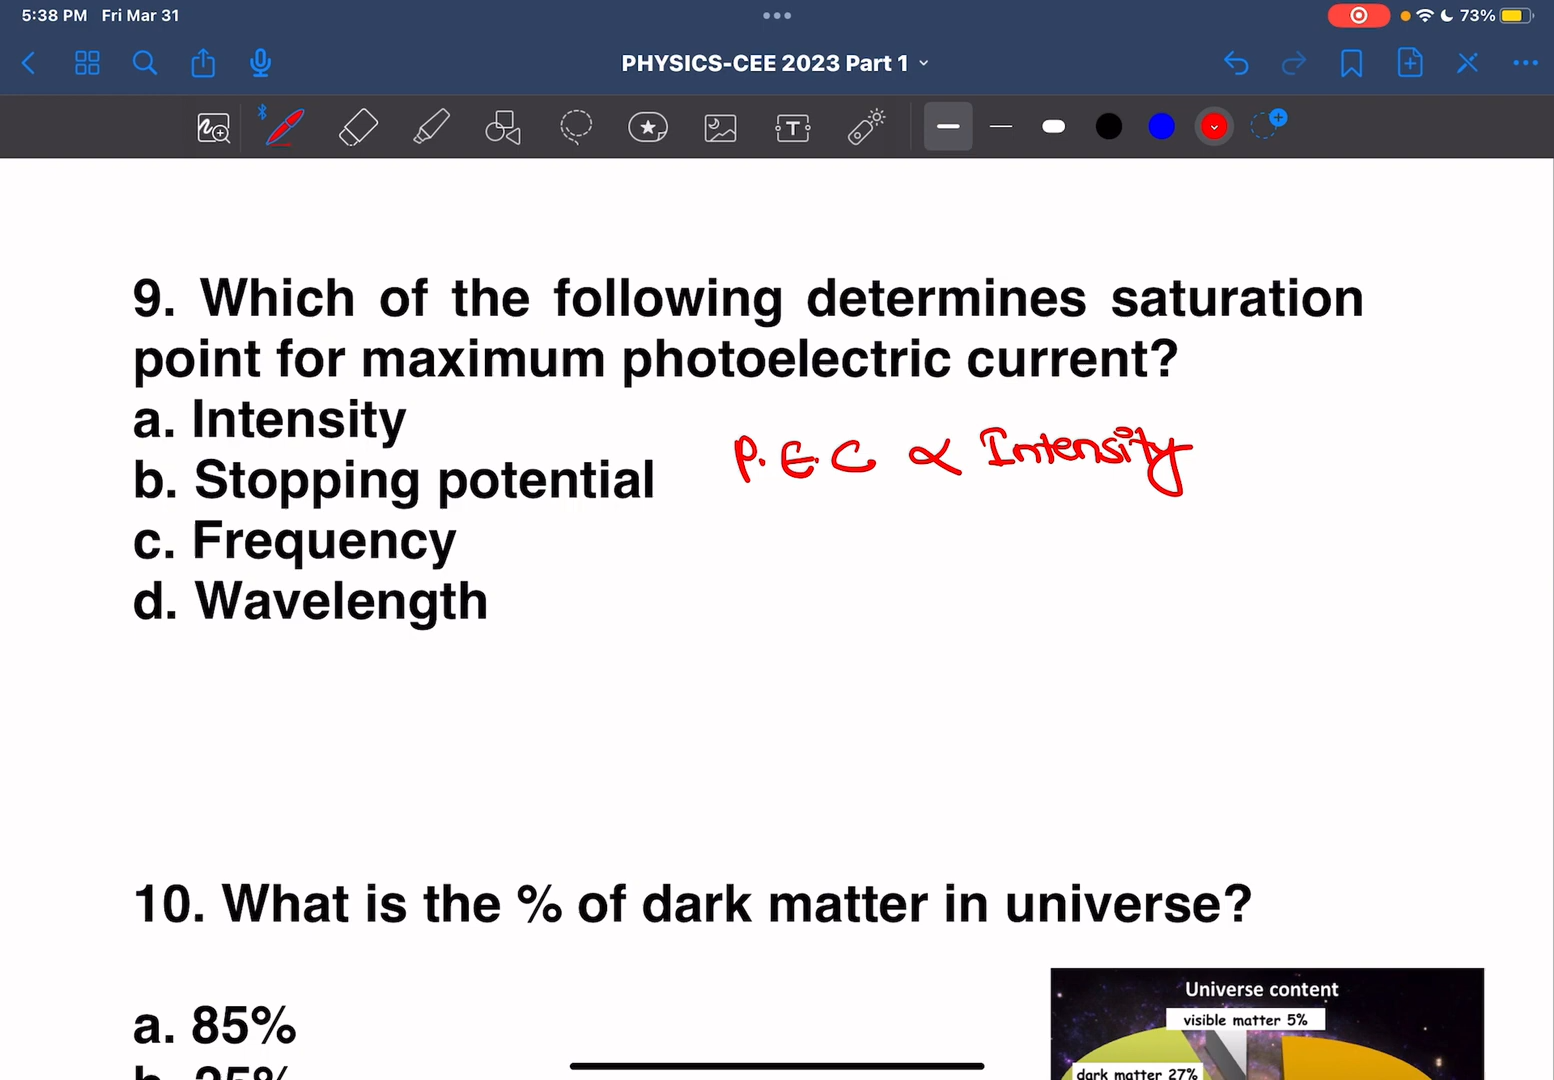 5:38 PM Fri Mar 31
73%
PHYSICS-CEE 2023 Part 1
9. Which of the following determines saturation
point for maximum photoelectric current?
a. Intensity
P.E.C ∝ Intensity
b. Stopping potential
c. Frequency
d. Wavelength
10. What is the % of dark matter in universe?
Universe content
visible matter 5%
a. 85%
dark matter 27%